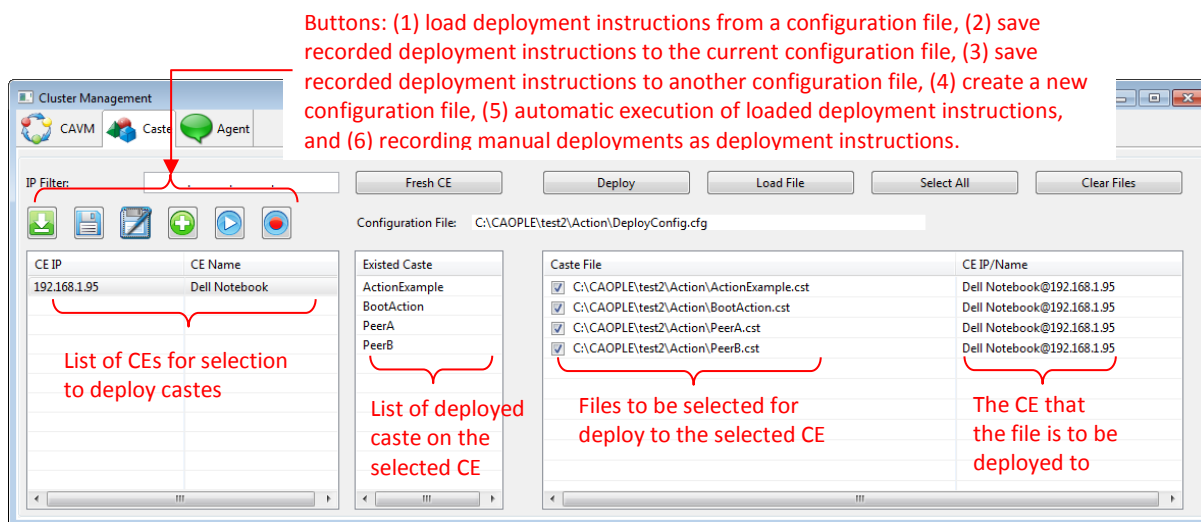 Buttons: (1) load deployment instructions from a configuration file, (2) save
recorded deployment instructions to the current configuration file, (3) save
recorded deployment instructions to another configuration file, (4) create a new
configuration file, (5) automatic execution of loaded deployment instructions,
and (6) recording manual deployments as deployment instructions.
Cluster Management
CAVM Caste Agent
IP Filter: . . . . Fresh CE Deploy Load File Select All Clear Files
Configuration File: C:\CAOPLE\test2\Action\DeployConfig.cfg
CE IP CE Name Existed Caste Caste File CE IP/Name
192.168.1.95 Dell Notebook ActionExample C:\CAOPLE\test2\Action\ActionExample.cst Dell Notebook@192.168.1.95
BootAction C:\CAOPLE\test2\Action\BootAction.cst Dell Notebook@192.168.1.95
PeerA C:\CAOPLE\test2\Action\PeerA.cst Dell Notebook@192.168.1.95
PeerB C:\CAOPLE\test2\Action\PeerB.cst Dell Notebook@192.168.1.95
List of CEs for selection
to deploy castes
List of deployed
caste on the
selected CE
Files to be selected for
deploy to the selected CE
The CE that
the file is to be
deployed to